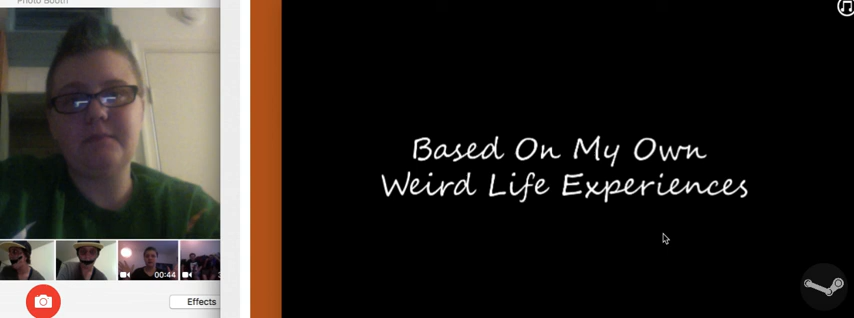 Photo Booth
Based On My Own
Weird Life Experiences
00:44
Effects